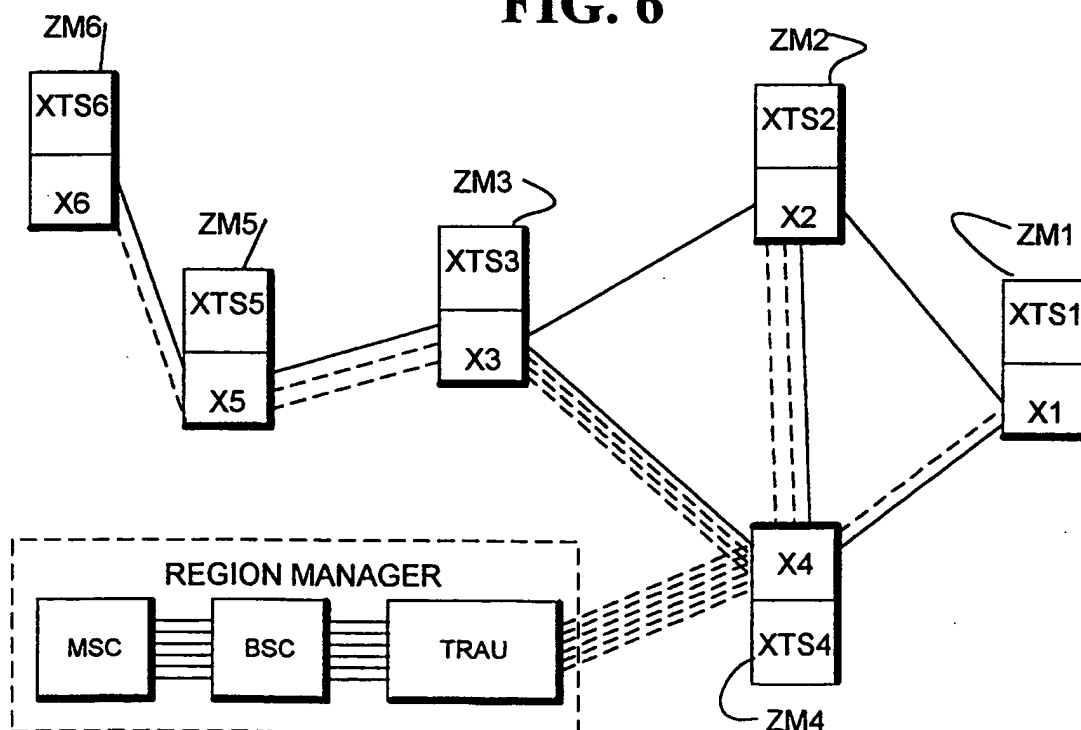 FIG. 6
ZM6
XTS6
X6
ZM5
XTS5
X5
ZM3
XTS3
X3
ZM2
XTS2
X2
ZM1
XTS1
X1
X4
XTS4
ZM4
REGION MANAGER
MSC
BSC
TRAU